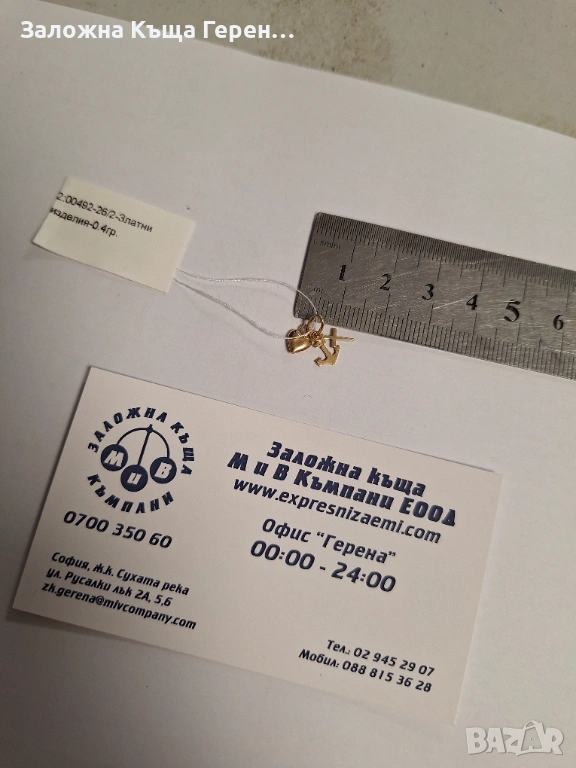 Заложна Къща Герен...
2:00492-26/2-Златни
изделия-0.4гр.
1 2 3 4 5 6
ЗАЛОЖНА КЪЩА
М и В
КЪМПАНИ
0700 350 60
София, ж.к. Сухата река
ул. Русалки лък 2А, 5,6
zk.gerena@mivcompany.com
Заложна къща
М и В Къмпани ЕООД
www.expresnizaemi.com
Офис "Герена"
00:00 - 24:00
Тел.: 02 945 29 07
Мобил: 088 815 36 28
BAZAR